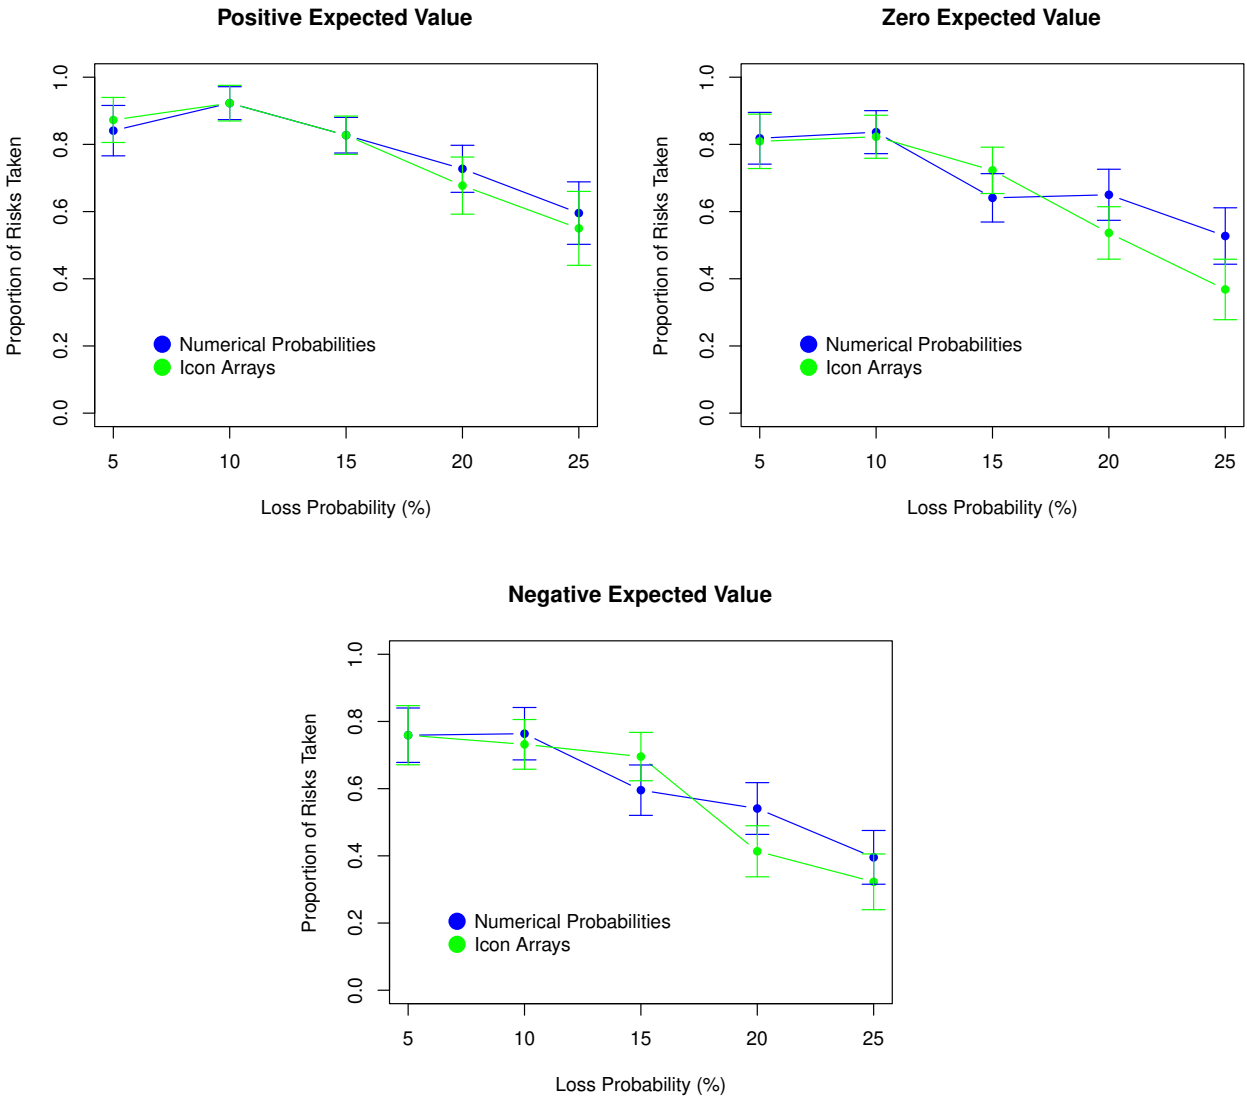 Positive Expected Value
Proportion of Risks Taken
1.0
0.8
0.6
0.4
0.2
0.0
Numerical Probabilities
Icon Arrays
5 10 15 20 25
Loss Probability (%)
Zero Expected Value
Proportion of Risks Taken
1.0
0.8
0.6
0.4
0.2
0.0
Numerical Probabilities
Icon Arrays
5 10 15 20 25
Loss Probability (%)
Negative Expected Value
Proportion of Risks Taken
1.0
0.8
0.6
0.4
0.2
0.0
Numerical Probabilities
Icon Arrays
5 10 15 20 25
Loss Probability (%)